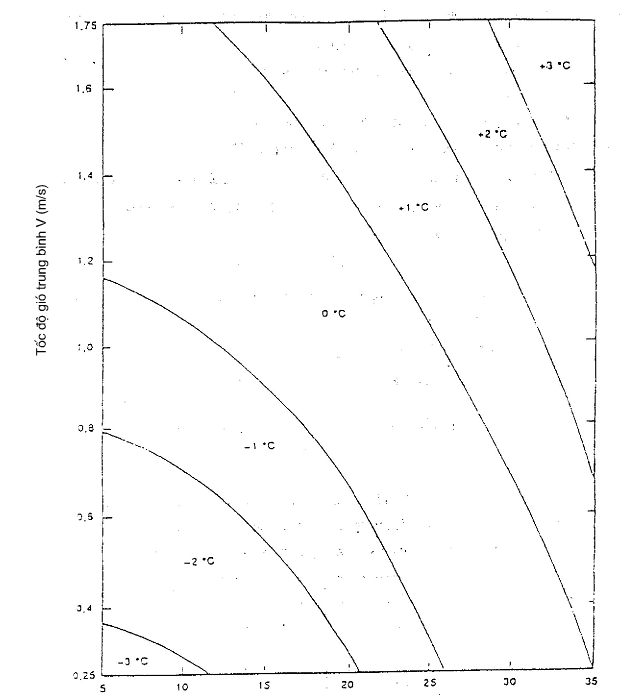 Tốc độ gió trung bình V (m/s)
1,75
1,6
1,4
1,2
1,0
0,8
0,6
0,4
0,25
+3 °C
+2 °C
+1 °C
0 °C
−1 °C
−2 °C
−3 °C
5
10
15
20
25
30
35